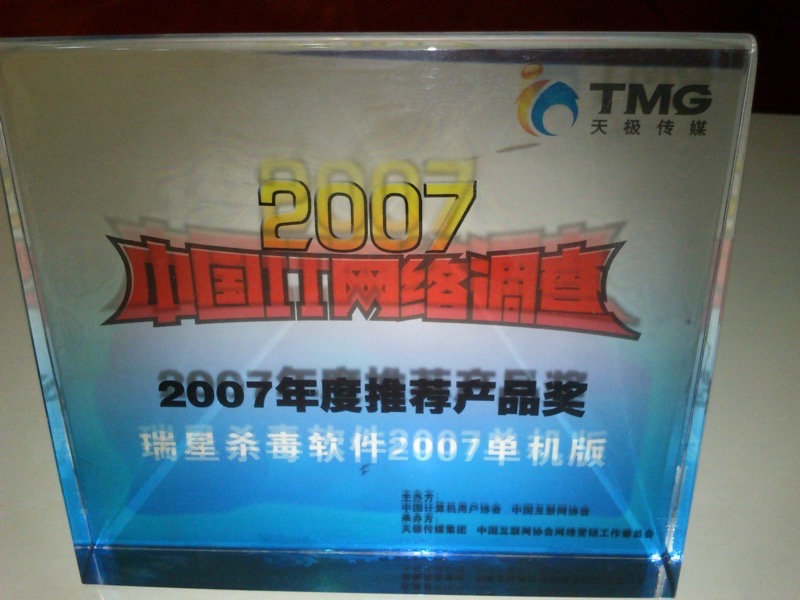 TMG
天极传媒
2007
中国IT网络调查
2007年度推荐产品奖
瑞星杀毒软件2007单机版
主办方:
中国计算机用户协会 中国互联网协会
承办方:
天极传媒集团 中国互联网协会网络营销工作委员会